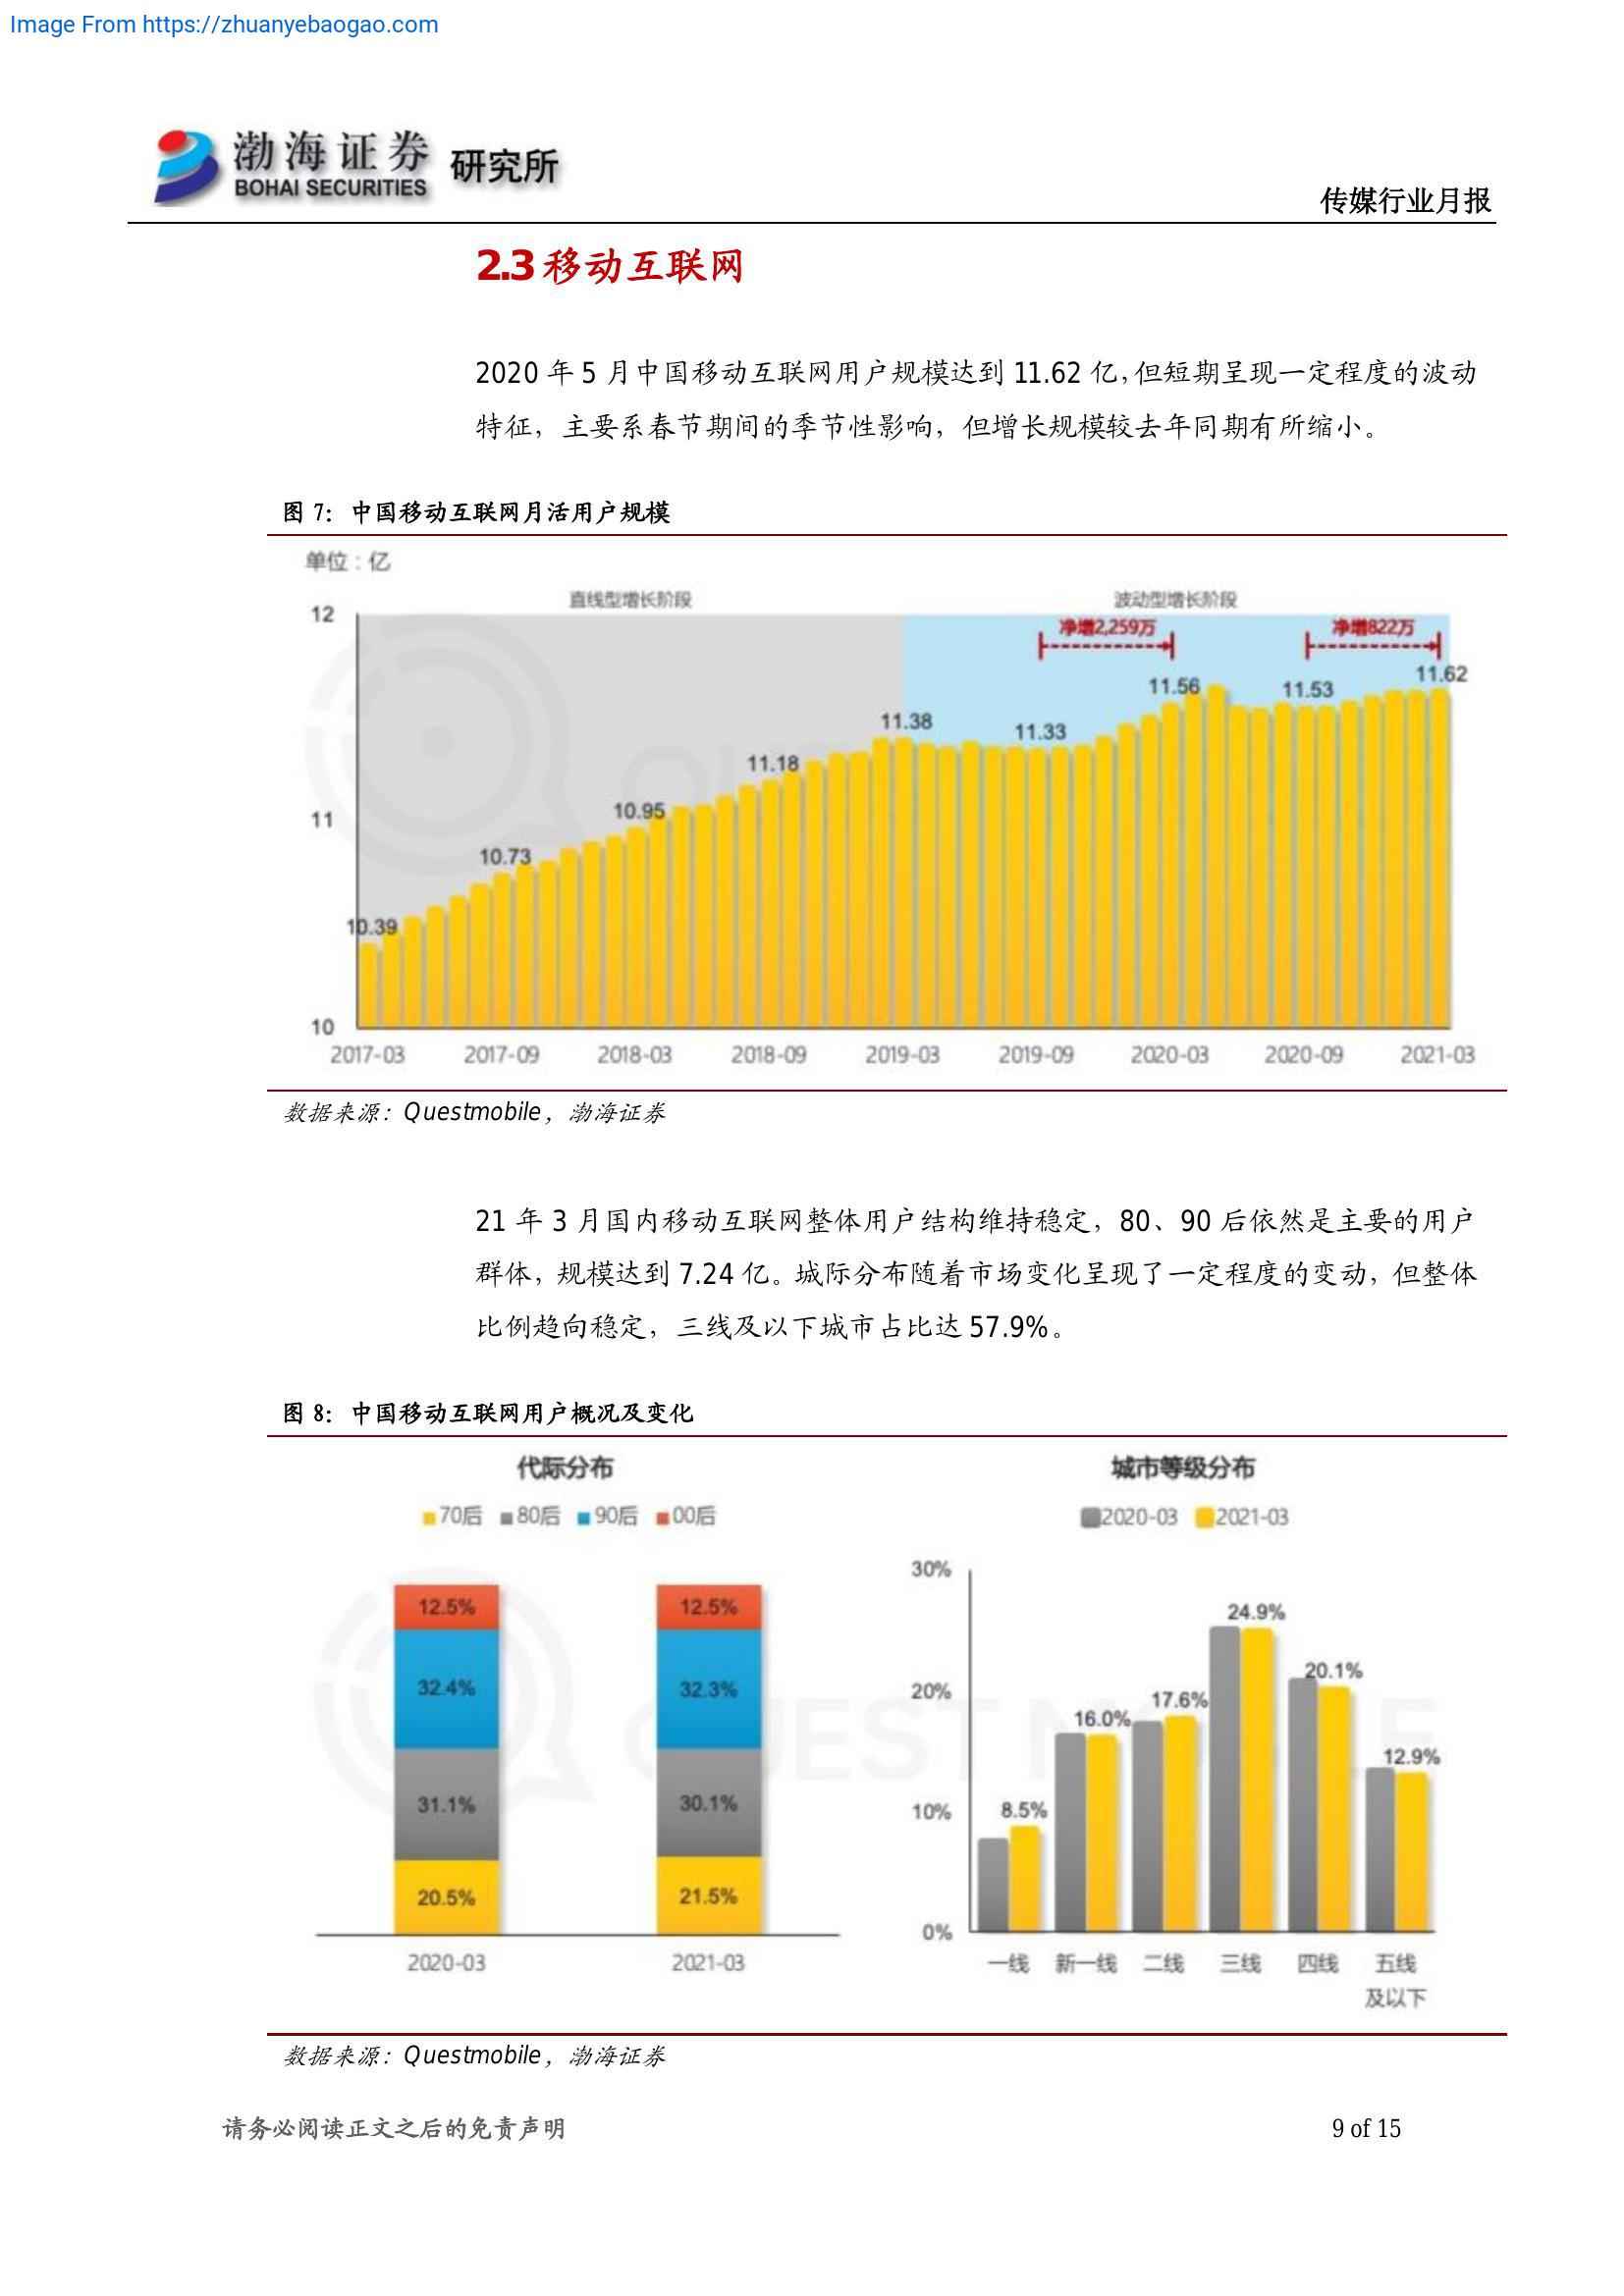 Image From https://zhuanyebaogao.com
渤海证券 研究所
BOHAI SECURITIES
传媒行业月报
2.3 移动互联网
2020 年 5 月中国移动互联网用户规模达到 11.62 亿，但短期呈现一定程度的波动
特征，主要系春节期间的季节性影响，但增长规模较去年同期有所缩小。
图 7：中国移动互联网月活用户规模
单位：亿
直线型增长阶段 波动型增长阶段
净增2,259万 净增822万
12
11
10
10.39 10.73 10.95 11.18 11.38 11.33 11.56 11.53 11.62
2017-03 2017-09 2018-03 2018-09 2019-03 2019-09 2020-03 2020-09 2021-03
数据来源：Questmobile，渤海证券
21 年 3 月国内移动互联网整体用户结构维持稳定，80、90 后依然是主要的用户
群体，规模达到 7.24 亿。城际分布随着市场变化呈现了一定程度的变动，但整体
比例趋向稳定，三线及以下城市占比达 57.9%。
图 8：中国移动互联网用户概况及变化
代际分布
70后 80后 90后 00后
12.5% 12.5%
32.4% 32.3%
31.1% 30.1%
20.5% 21.5%
2020-03 2021-03
城市等级分布
2020-03 2021-03
30%
20%
10%
0%
8.5% 16.0% 17.6% 24.9% 20.1% 12.9%
一线 新一线 二线 三线 四线 五线
及以下
QUEST M
E
数据来源：Questmobile，渤海证券
请务必阅读正文之后的免责声明
9 of 15